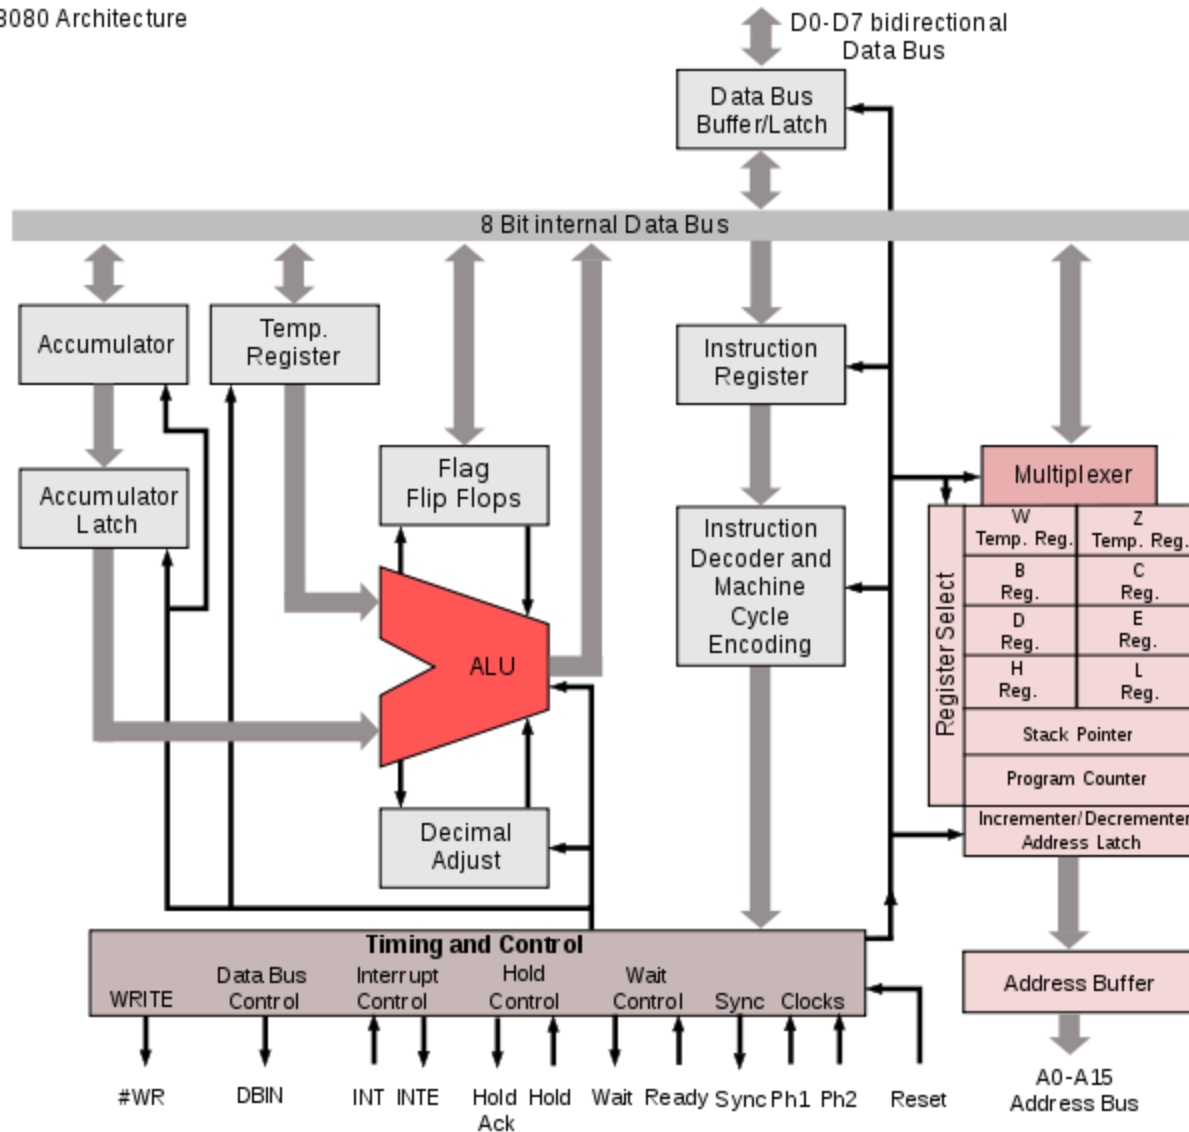 8080 Architecture
D0-D7 bidirectional
Data Bus
Data Bus
Buffer/Latch
8 Bit internal Data Bus
Accumulator
Temp.
Register
Instruction
Register
Accumulator
Latch
Flag
Flip Flops
Instruction
Decoder and
Machine
Cycle
Encoding
Multiplexer
Register Select
W
Temp. Reg.
Z
Temp. Reg.
B
Reg.
C
Reg.
D
Reg.
E
Reg.
H
Reg.
L
Reg.
Stack Pointer
Program Counter
Incrementer/Decrementer
Address Latch
ALU
Decimal
Adjust
Timing and Control
WRITE
Data Bus
Control
Interrupt
Control
Hold
Control
Wait
Control
Sync
Clocks
Address Buffer
#WR
DBIN
INT
INTE
Hold
Ack
Hold
Wait
Ready
Sync
Ph1
Ph2
Reset
A0-A15
Address Bus